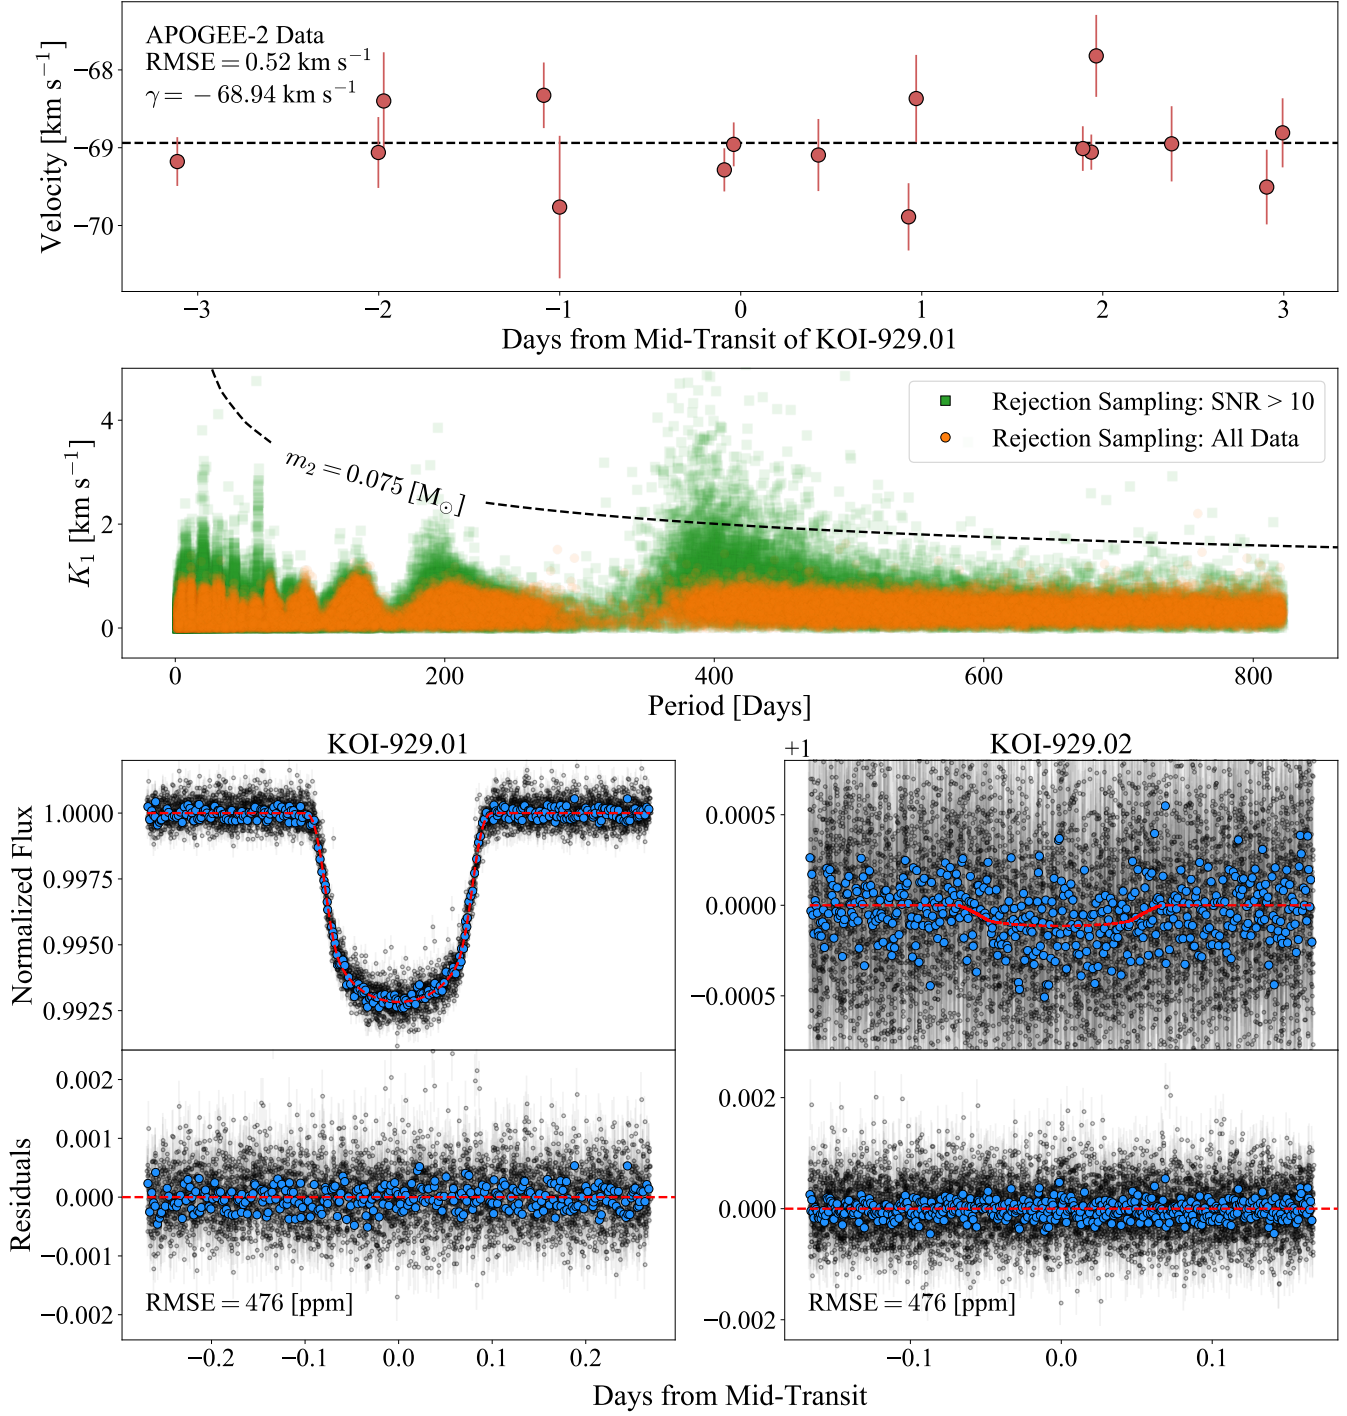 APOGEE-2 Data
RMSE = 0.52 km s⁻¹
γ = −68.94 km s⁻¹
Velocity [km s⁻¹]
−68
−69
−70
−3 −2 −1 0 1 2 3
Days from Mid-Transit of KOI-929.01
Rejection Sampling: SNR > 10
Rejection Sampling: All Data
m₂ = 0.075 [M☉]
K₁ [km s⁻¹]
4
2
0
0 200 400 600 800
Period [Days]
KOI-929.01
Normalized Flux
1.0000
0.9975
0.9950
0.9925
Residuals
0.002
0.001
0.000
−0.001
−0.002
RMSE = 476 [ppm]
−0.2 −0.1 0.0 0.1 0.2
+1
KOI-929.02
0.0005
0.0000
−0.0005
0.002
0.000
−0.002
RMSE = 476 [ppm]
−0.1 0.0 0.1
Days from Mid-Transit